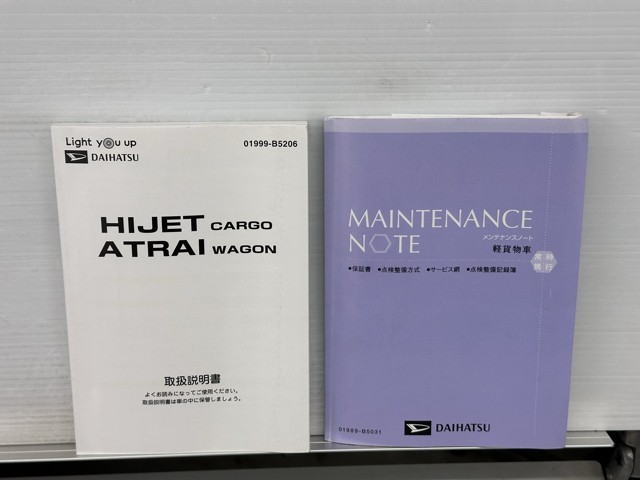 Light you up
DAIHATSU
01999-B5206
HIJET CARGO
ATRAI WAGON
取扱説明書
よくお読みになってご使用ください。
取扱説明書は車の中に保管しましょう。
MAINTENANCE
NOTE
メンテナンスノート
軽貨物車
常時
携行
●保証書 ●点検整備方式 ●サービス網 ●点検整備記録簿
01999-B5031
DAIHATSU